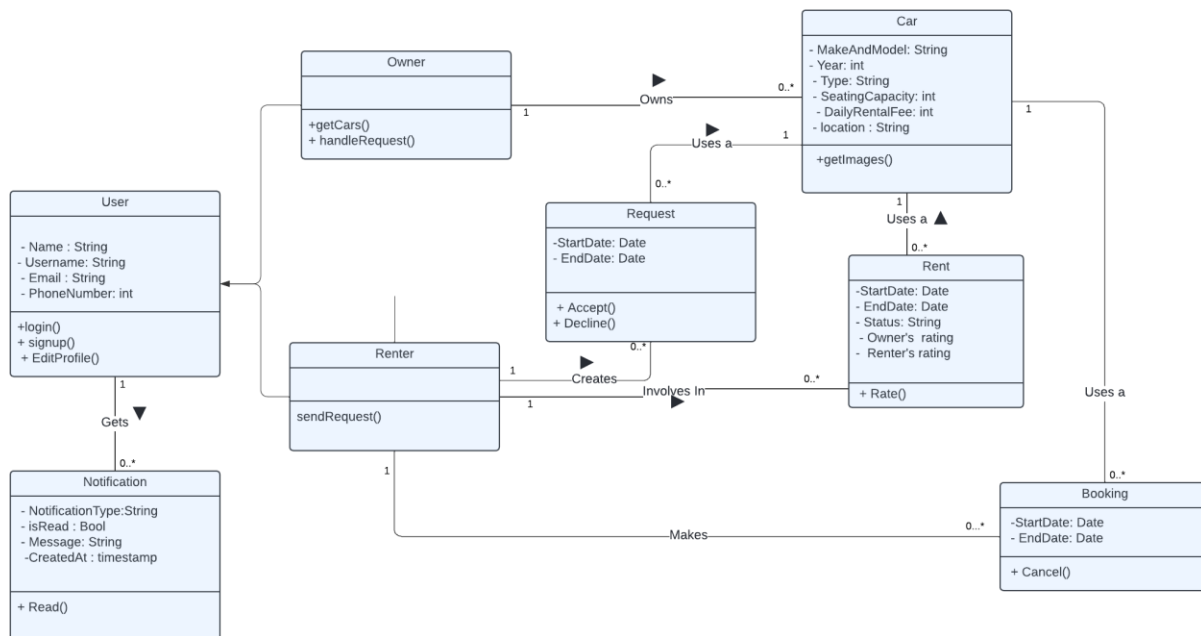 Car
- MakeAndModel: String
- Year: int
- Type: String
- SeatingCapacity: int
- DailyRentalFee: int
- location : String
+getImages()
Owner
+getCars()
+ handleRequest()
1
Owns
0..*
1
1
Uses a
0..*
1
Uses a
0..*
Request
-StartDate: Date
- EndDate: Date
+ Accept()
+ Decline()
0..*
User
- Name : String
- Username: String
- Email : String
- PhoneNumber: int
+login()
+ signup()
+ EditProfile()
1
Gets
0..*
Rent
-StartDate: Date
- EndDate: Date
- Status: String
- Owner's rating
- Renter's rating
+ Rate()
Renter
sendRequest()
1
Creates
1
Involves In
0..*
1
Makes
0...*
Uses a
0..*
Notification
- NotificationType:String
- isRead : Bool
- Message: String
-CreatedAt : timestamp
+ Read()
Booking
-StartDate: Date
- EndDate: Date
+ Cancel()